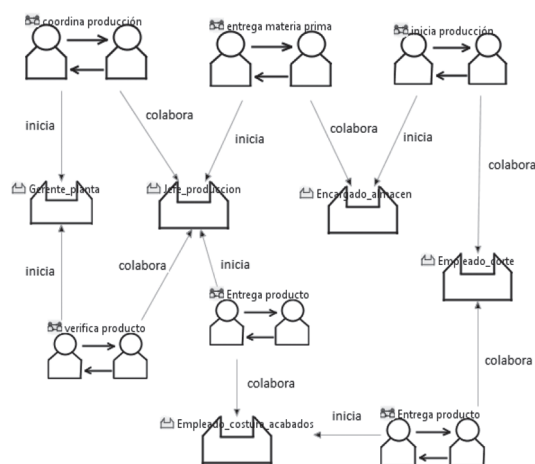 coordina producción
entrega materia prima
inicia producción
inicia
colabora
inicia
colabora
inicia
colabora
Gerente_planta
Jefe_produccion
Encargado_almacen
Empleado_corte
inicia
colabora
inicia
Entrega producto
verifica producto
colabora
colabora
Empleado_costura_acabados
inicia
Entrega producto